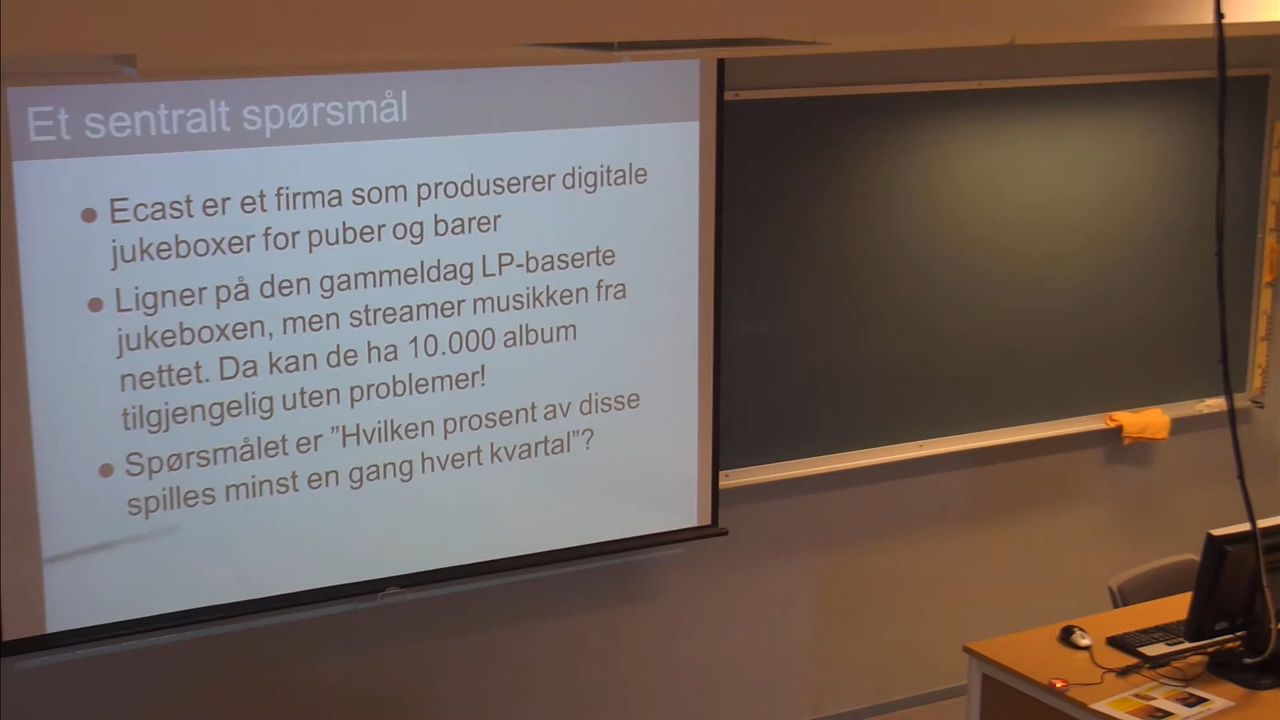 Et sentralt spørsmål
Ecast er et firma som produserer digitale
jukeboxer for puber og barer
Ligner på den gammeldag LP-baserte
jukeboxen, men streamer musikken fra
nettet. Da kan de ha 10.000 album
tilgjengelig uten problemer!
Spørsmålet er ”Hvilken prosent av disse
spilles minst en gang hvert kvartal”?